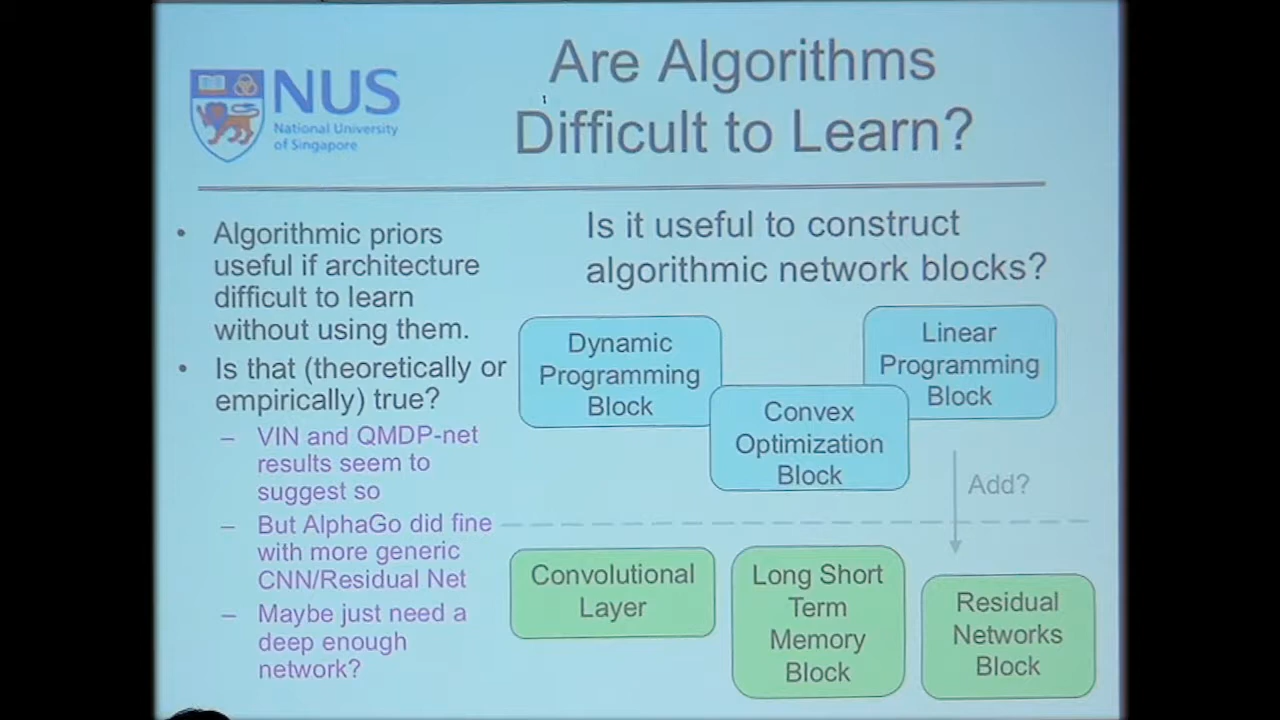 NUS
National University
of Singapore
Are Algorithms
Difficult to Learn?
• Algorithmic priors
useful if architecture
difficult to learn
without using them.
• Is that (theoretically or
empirically) true?
– VIN and QMDP-net
results seem to
suggest so
– But AlphaGo did fine
with more generic
CNN/Residual Net
– Maybe just need a
deep enough
network?
Is it useful to construct
algorithmic network blocks?
Dynamic
Programming
Block
Convex
Optimization
Block
Linear
Programming
Block
Add?
Convolutional
Layer
Long Short
Term
Memory
Block
Residual
Networks
Block